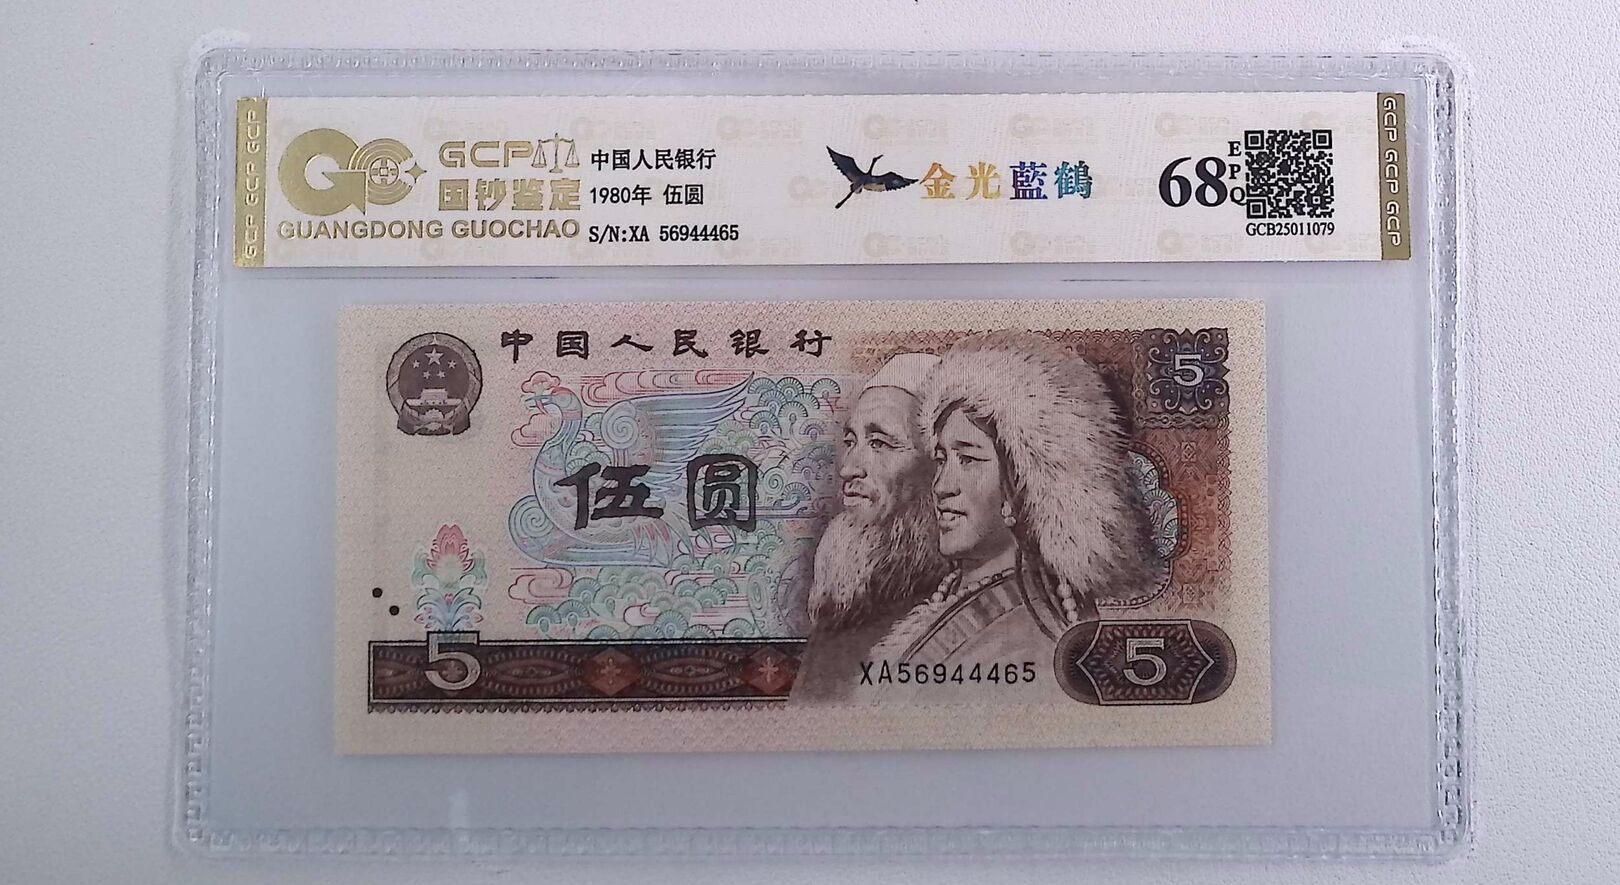 GCP GCP GCP
GCP
国钞鉴定
GUANGDONG GUOCHAO
中国人民银行
1980年 伍圆
S/N:XA 56944465
金光藍鶴
68
EPQ
GCB25011079
GCP GCP GCP
中国人民银行
5
伍圆
5
XA56944465
5